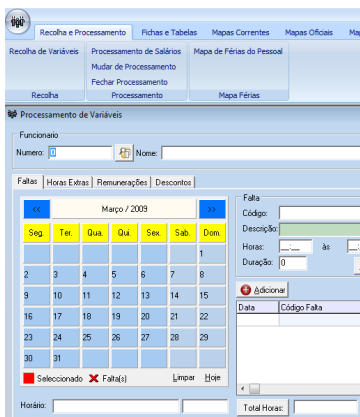 Recolha e Processamento Fichas e Tabelas Mapas Correntes Mapas Oficiais
Recolha de Variáveis Processamento de Salários Mapa de Férias do Pessoal
Mudar de Processamento
Fechar Processamento
Recolha Processamento Mapa Férias
Processamento de Variáveis
Funcionario
Numero: Nome:
Faltas Horas Extras Remunerações Descontos
<< Março / 2009 >>
Seg. Ter. Qua. Qui. Sex. Sab. Dom.
1
2 3 4 5 6 7 8
9 10 11 12 13 14 15
16 17 18 19 20 21 22
23 24 25 26 27 28 29
30 31
Seleccionado Falta(s) Limpar Hoje
Horário:
Falta
Código:
Descrição:
Horas: __:__ às __:
Duração: 0
Adicionar
Data Código Falta
Total Horas: